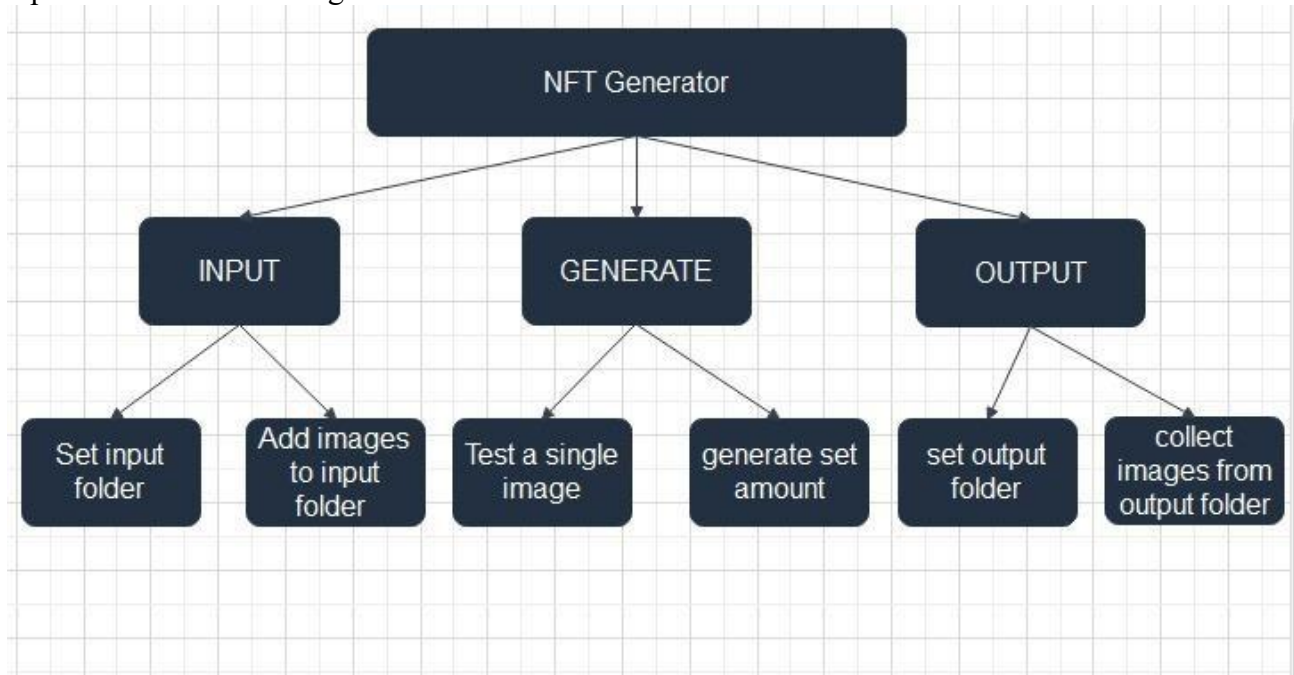 NFT Generator
INPUT
GENERATE
OUTPUT
Set input
folder
Add images
to input
folder
Test a single
image
generate set
amount
set output
folder
collect
images from
output folder